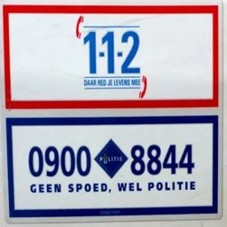 1-1-2
DAAR RED JE LEVENS MEE
0900 POLITIE 8844
GEEN SPOED, WEL POLITIE